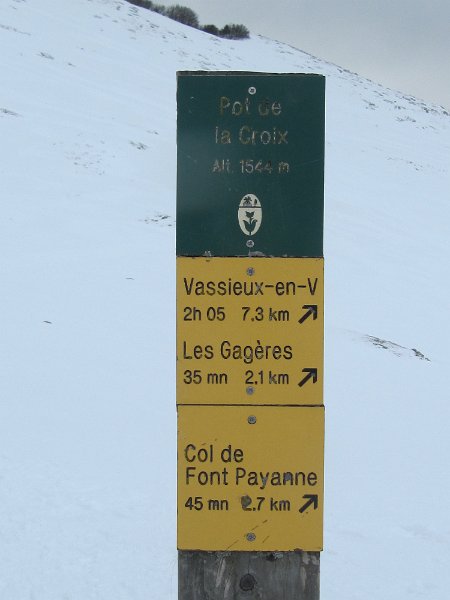 Pot de
la Croix
Alt. 1544 m
Vassieux-en-V
2h 05 7.3 km
Les Gagères
35 mn 2.1 km
Col de
Font Payanne
45 mn 2.7 km